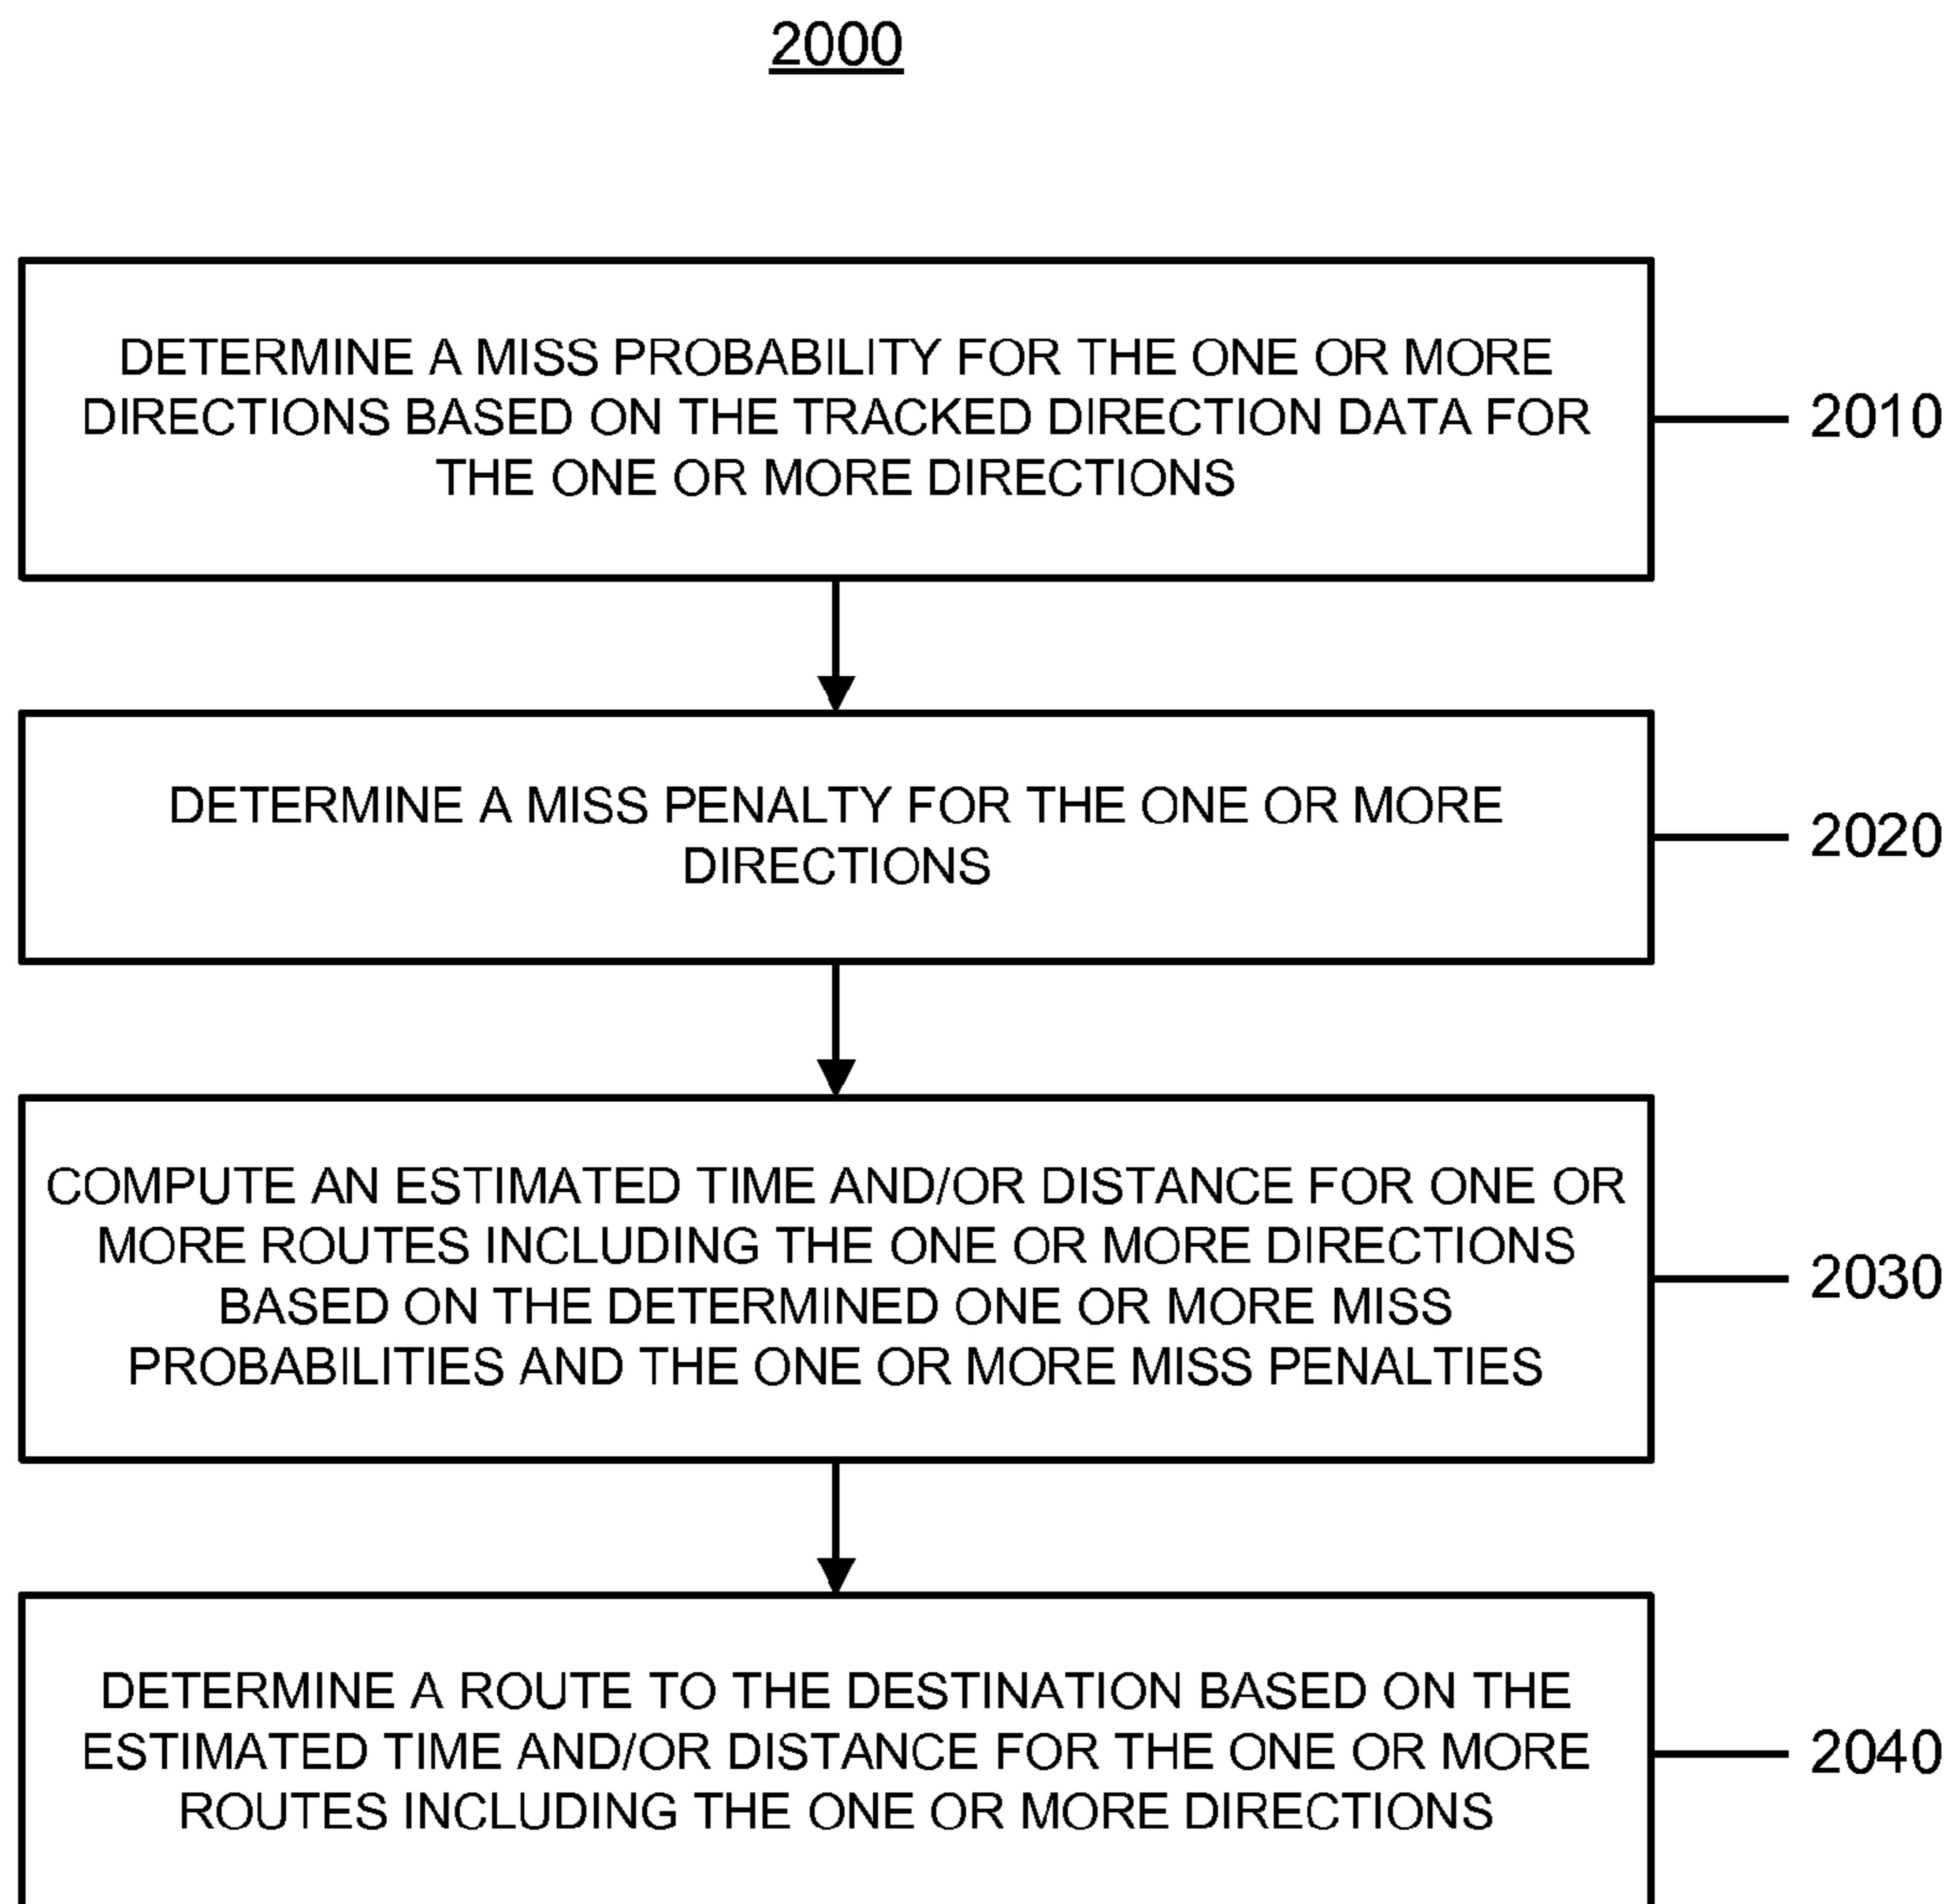 2000
DETERMINE A MISS PROBABILITY FOR THE ONE OR MORE
DIRECTIONS BASED ON THE TRACKED DIRECTION DATA FOR
THE ONE OR MORE DIRECTIONS
2010
DETERMINE A MISS PENALTY FOR THE ONE OR MORE
DIRECTIONS
2020
COMPUTE AN ESTIMATED TIME AND/OR DISTANCE FOR ONE OR
MORE ROUTES INCLUDING THE ONE OR MORE DIRECTIONS
BASED ON THE DETERMINED ONE OR MORE MISS
PROBABILITIES AND THE ONE OR MORE MISS PENALTIES
2030
DETERMINE A ROUTE TO THE DESTINATION BASED ON THE
ESTIMATED TIME AND/OR DISTANCE FOR THE ONE OR MORE
ROUTES INCLUDING THE ONE OR MORE DIRECTIONS
2040